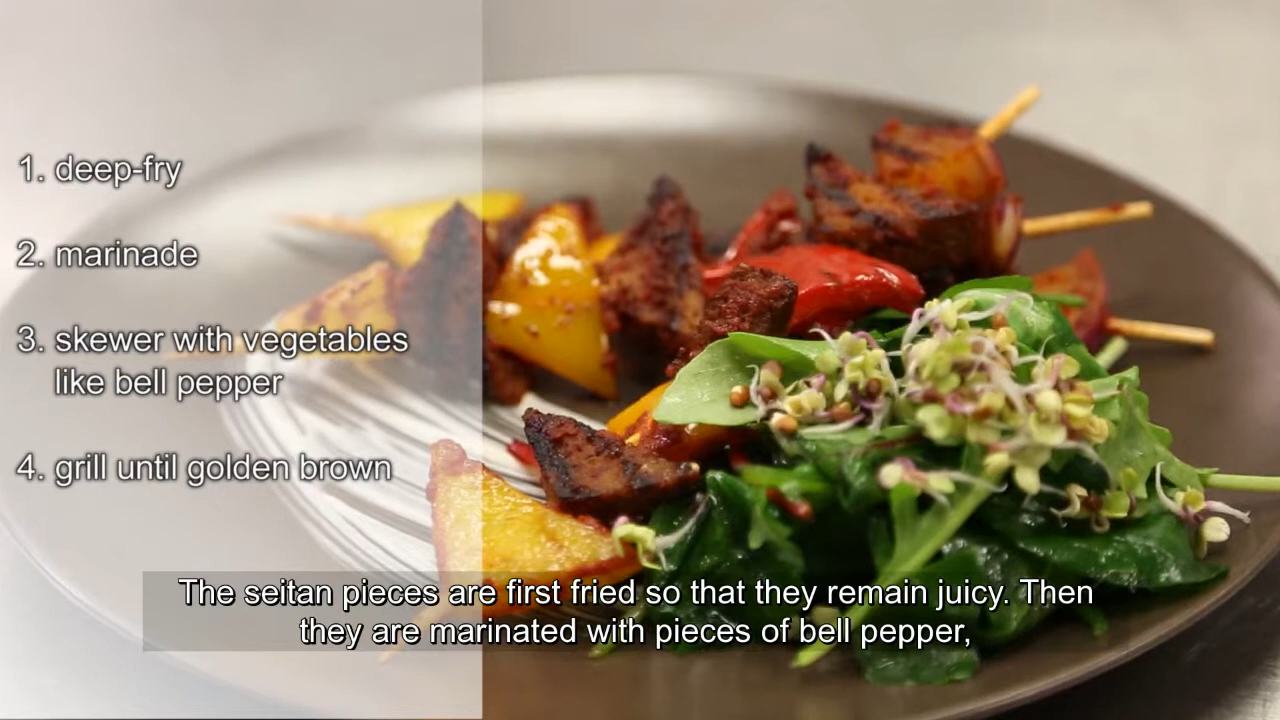 1. deep-fry
2. marinade
3. skewer with vegetables
like bell pepper
4. grill until golden brown
The seitan pieces are first fried so that they remain juicy. Then
they are marinated with pieces of bell pepper,